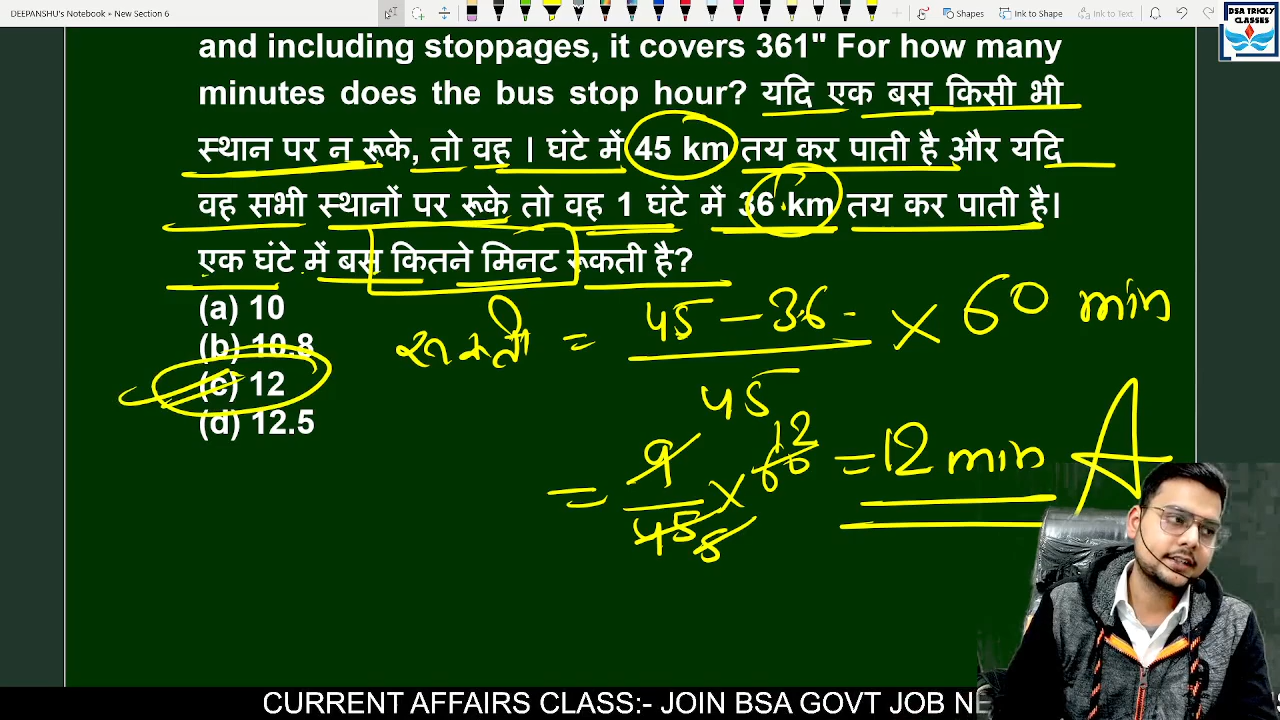 DEEPANSHU's Notebook ▸ New Section 6
Shapes
Ink to Shape
Ink to Text
BSA TRICKY
CLASSES
and including stoppages, it covers 361" For how many
minutes does the bus stop hour? यदि एक बस किसी भी
स्थान पर न रूके, तो वह । घंटे में 45 km तय कर पाती है और यदि
वह सभी स्थानों पर रूके तो वह 1 घंटे में 36 km तय कर पाती है।
एक घंटे में बस कितने मिनट रूकती है?
(a) 10
(b) 10.8
(c) 12
(d) 12.5
रूकती = 45 - 36 × 60 min
45
= 9 × 60 12 = 12 min A
45 5
CURRENT AFFAIRS CLASS:- JOIN BSA GOVT JOB NE